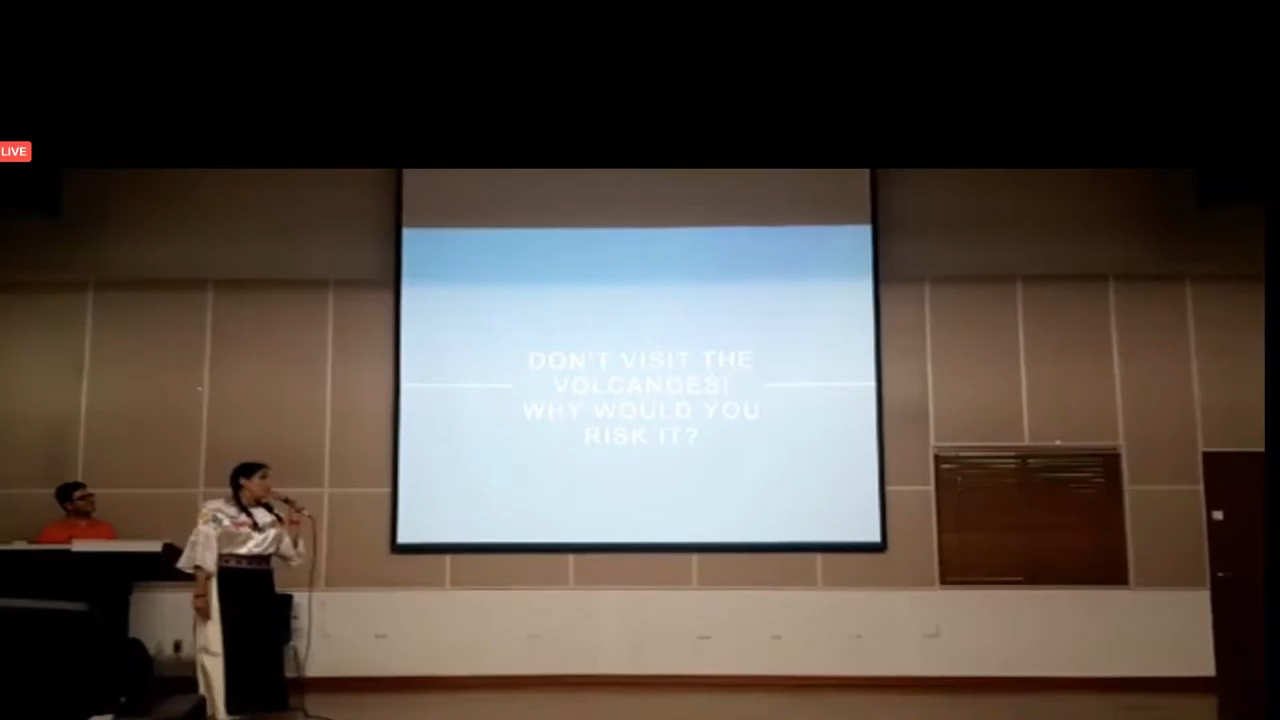 LIVE
DON'T VISIT THE
VOLCANOES!
WHY WOULD YOU
RISK IT?